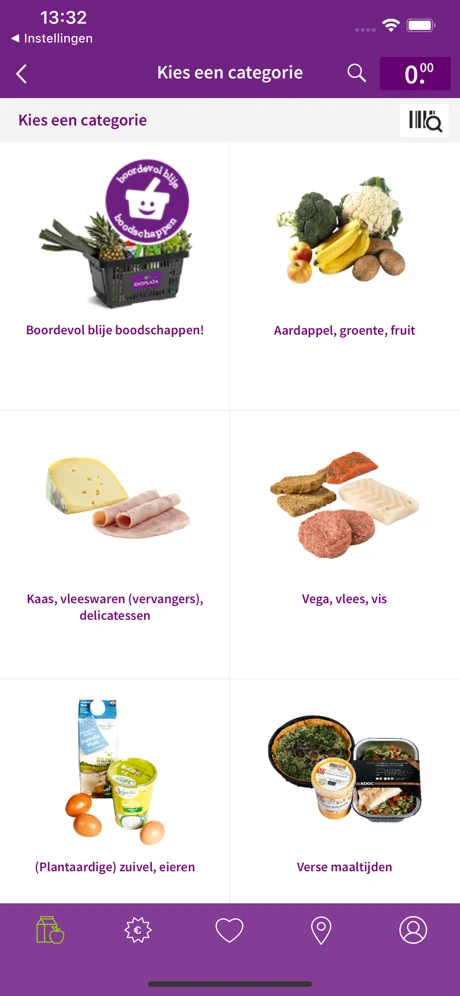 13:32
◀ Instellingen
Kies een categorie
0.00
Kies een categorie
boordevol blije
boodschappen
EKOPLAZA
Boordevol blije boodschappen!
Aardappel, groente, fruit
Kaas, vleeswaren (vervangers),
delicatessen
Vega, vlees, vis
(Plantaardige) zuivel, eieren
Verse maaltijden